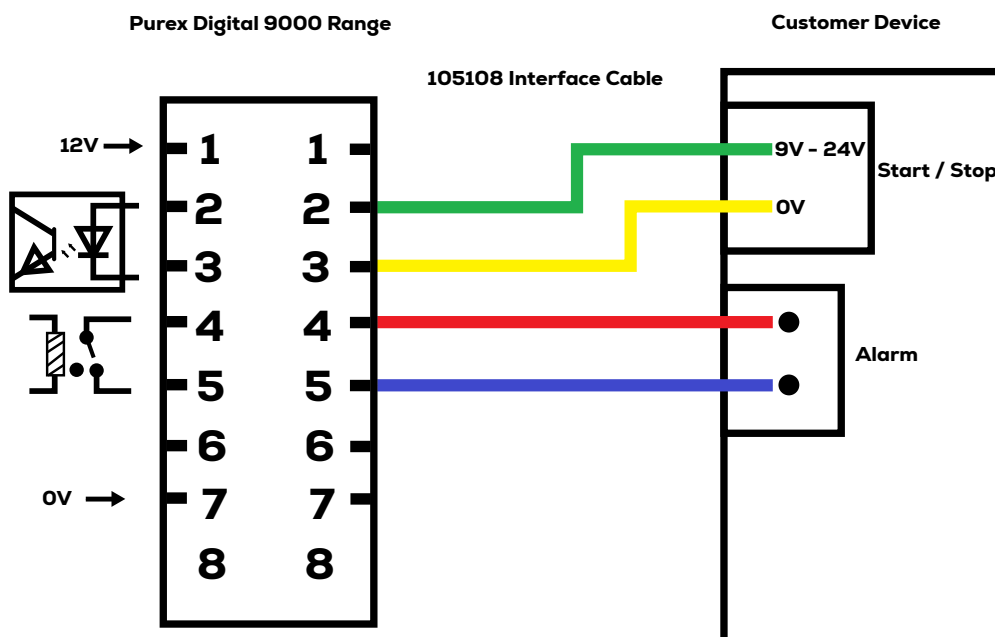 Purex Digital 9000 Range
Customer Device
105108 Interface Cable
12V
1 1
9V - 24V
Start / Stop
2 2
0V
3 3
4 4
Alarm
5 5
6 6
0V
7 7
8 8